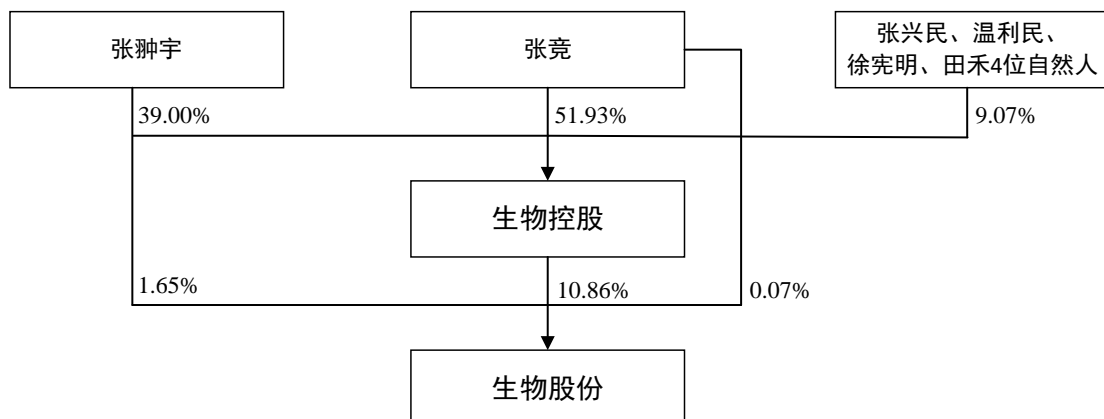 张翀宇
张竞
张兴民、温利民、
徐宪明、田禾4位自然人
39.00%
51.93%
9.07%
生物控股
1.65%
10.86%
0.07%
生物股份